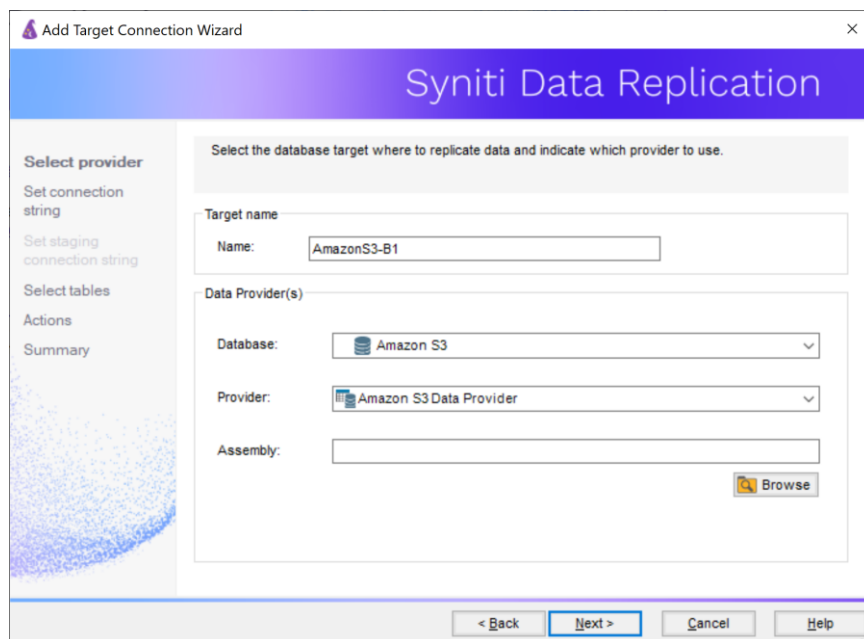 Add Target Connection Wizard
Syniti Data Replication
Select provider
Set connection
string
Set staging
connection string
Select tables
Actions
Summary
Select the database target where to replicate data and indicate which provider to use.
Target name
Name:
AmazonS3-B1
Data Provider(s)
Database:
Amazon S3
Provider:
Amazon S3 Data Provider
Assembly:
Browse
< Back
Next >
Cancel
Help